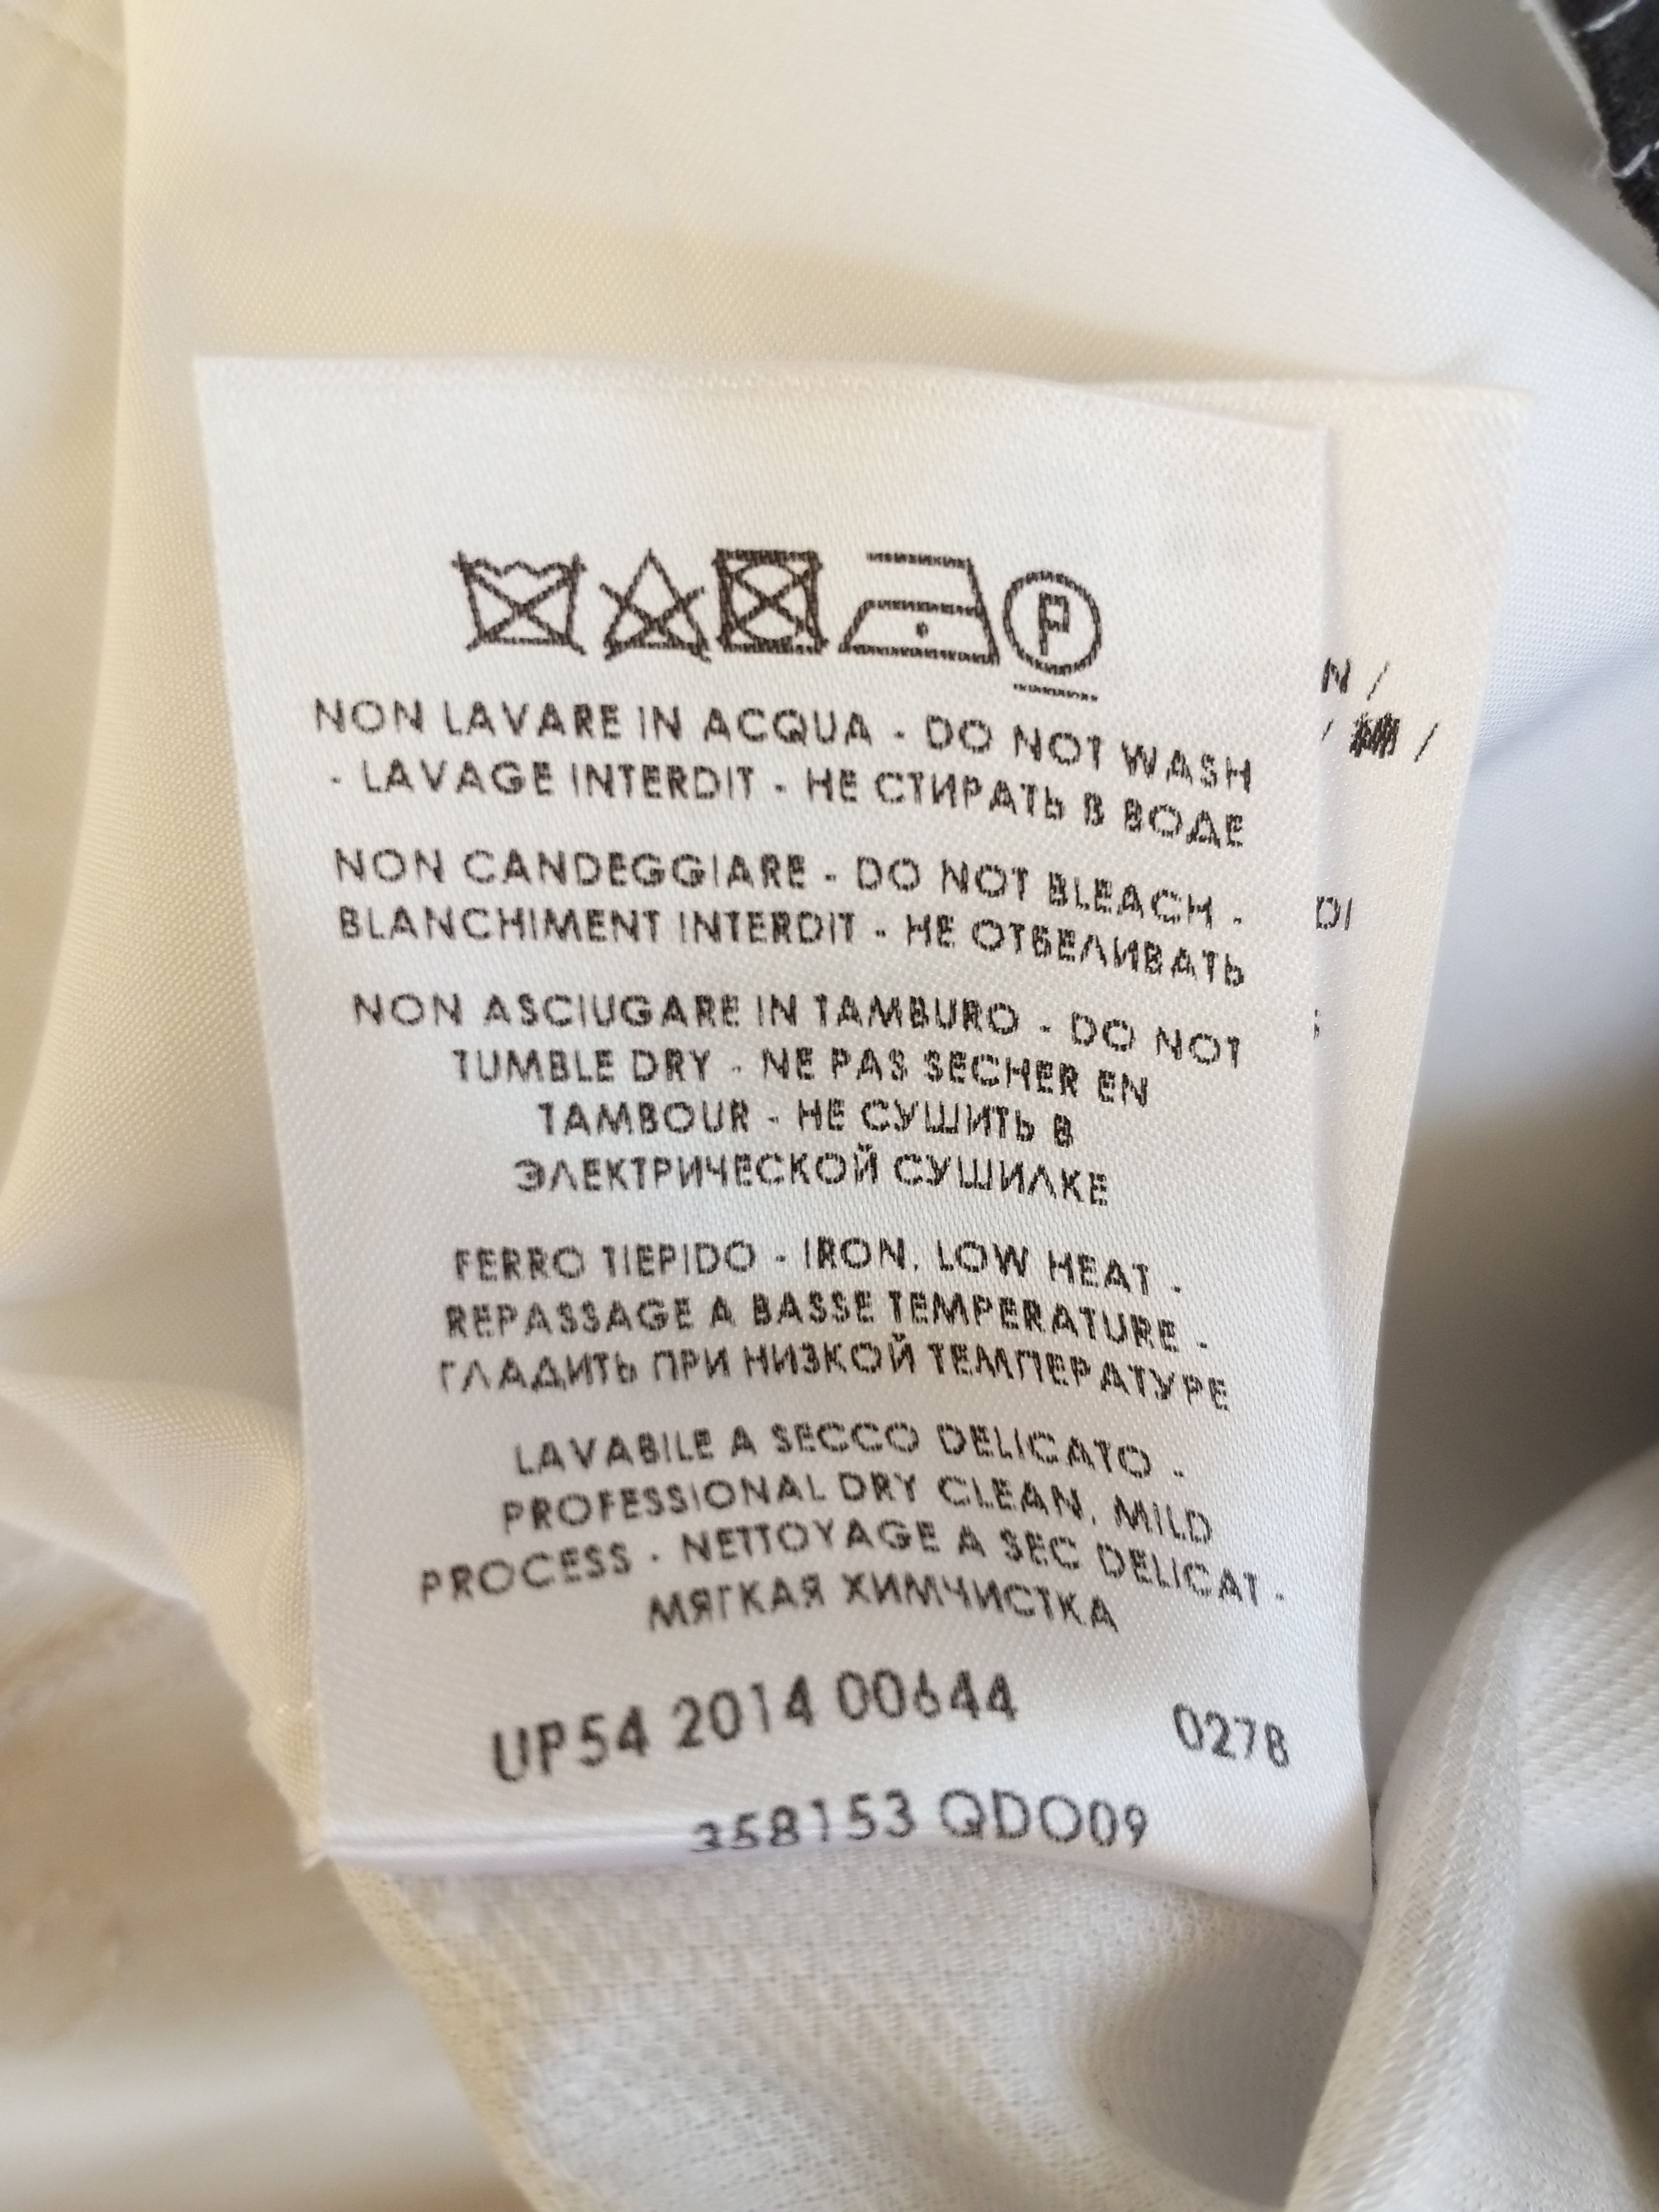 P
NON LAVARE IN ACQUA - DO NOT WASH
- LAVAGE INTERDIT - НЕ СТИРАТЬ В ВОДЕ
NON CANDEGGIARE - DO NOT BLEACH -
BLANCHIMENT INTERDIT - НЕ ОТБЕЛИВАТЬ
NON ASCIUGARE IN TAMBURO - DO NOT
TUMBLE DRY - NE PAS SECHER EN
TAMBOUR - НЕ СУШИТЬ В
ЭЛЕКТРИЧЕСКОЙ СУШИЛКЕ
FERRO TIEPIDO - IRON, LOW HEAT -
REPASSAGE A BASSE TEMPERATURE -
ГЛАДИТЬ ПРИ НИЗКОЙ ТЕМПЕРАТУРЕ
LAVABILE A SECCO DELICATO -
PROFESSIONAL DRY CLEAN, MILD
PROCESS - NETTOYAGE A SEC DELICAT -
МЯГКАЯ ХИМЧИСТКА
UP54 2014 00644 0278
358153 QDO09
N /
/ /
DI